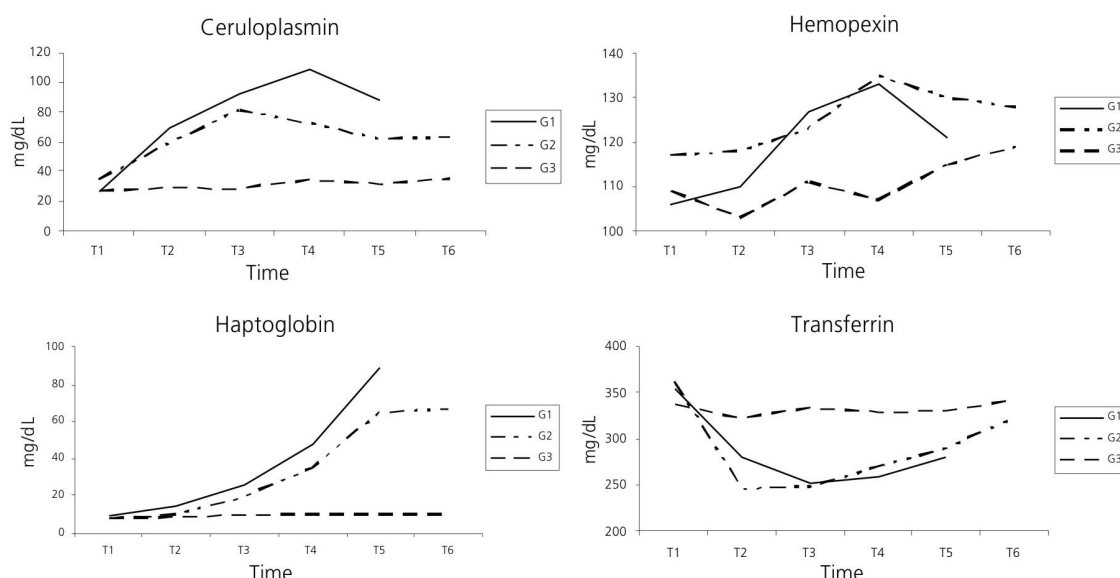 Ceruloplasmin
mg/dL
120
100
80
60
40
20
0
T1 T2 T3 T4 T5 T6
Time
G1
G2
G3
Hemopexin
mg/dL
140
130
120
110
100
T1 T2 T3 T4 T5 T6
Time
G1
G2
G3
Haptoglobin
mg/dL
100
80
60
40
20
0
T1 T2 T3 T4 T5 T6
Time
G1
G2
G3
Transferrin
mg/dL
400
350
300
250
200
T1 T2 T3 T4 T5 T6
Time
G1
G2
G3